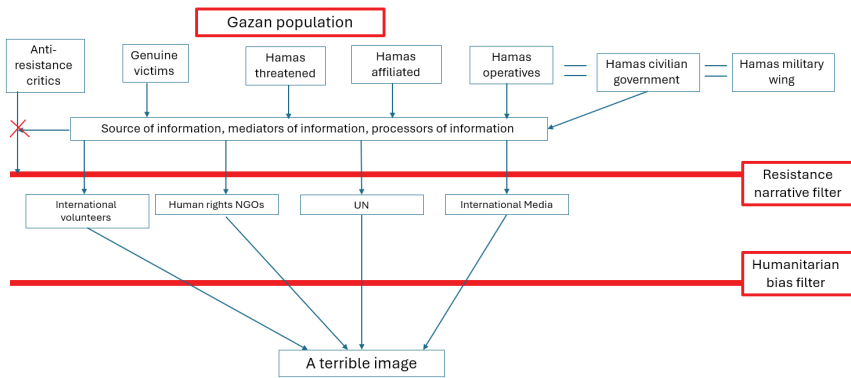 Gazan population
Anti-
resistance
critics
Genuine
victims
Hamas
threatened
Hamas
affiliated
Hamas
operatives
Hamas civilian
government
Hamas military
wing
Source of information, mediators of information, processors of information
Resistance
narrative filter
International
volunteers
Human rights NGOs
UN
International Media
Humanitarian
bias filter
A terrible image